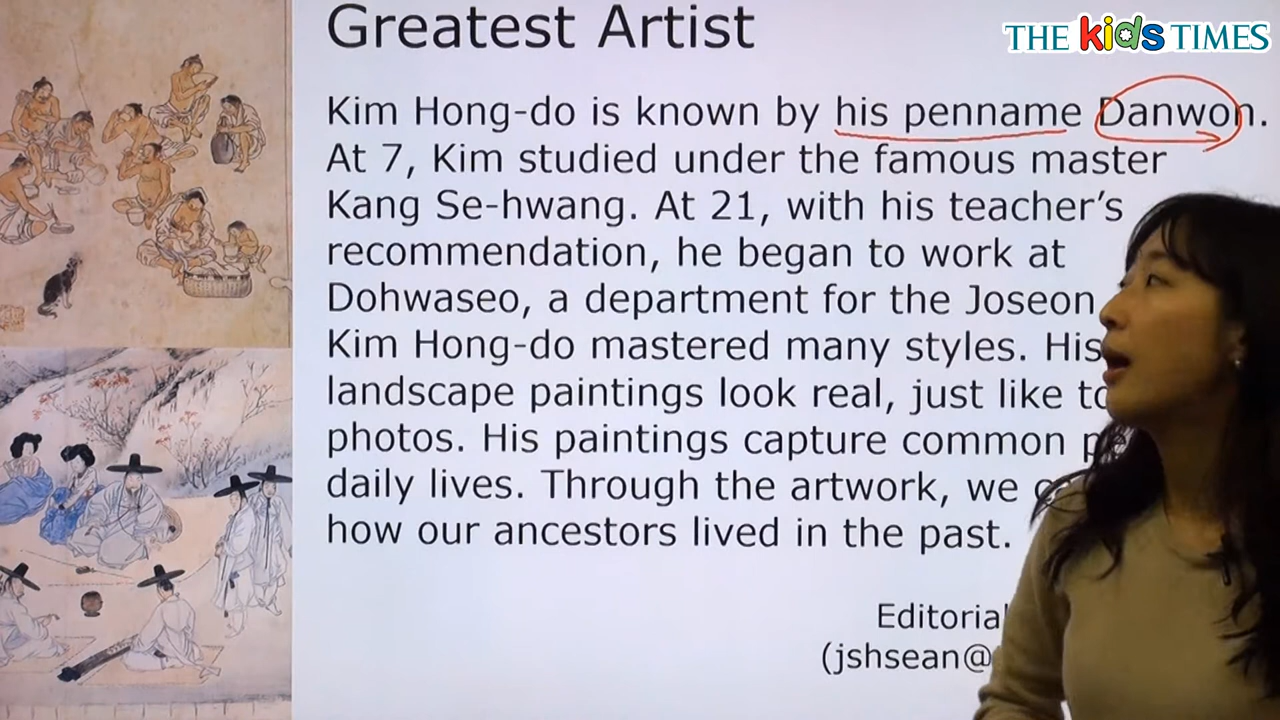 Greatest Artist
THE kids TIMES
Kim Hong-do is known by his penname Danwon.
At 7, Kim studied under the famous master
Kang Se-hwang. At 21, with his teacher's
recommendation, he began to work at
Dohwaseo, a department for the Joseon
Kim Hong-do mastered many styles. His
landscape paintings look real, just like
photos. His paintings capture common
daily lives. Through the artwork, we
how our ancestors lived in the past.
Editorial
(jshsean@